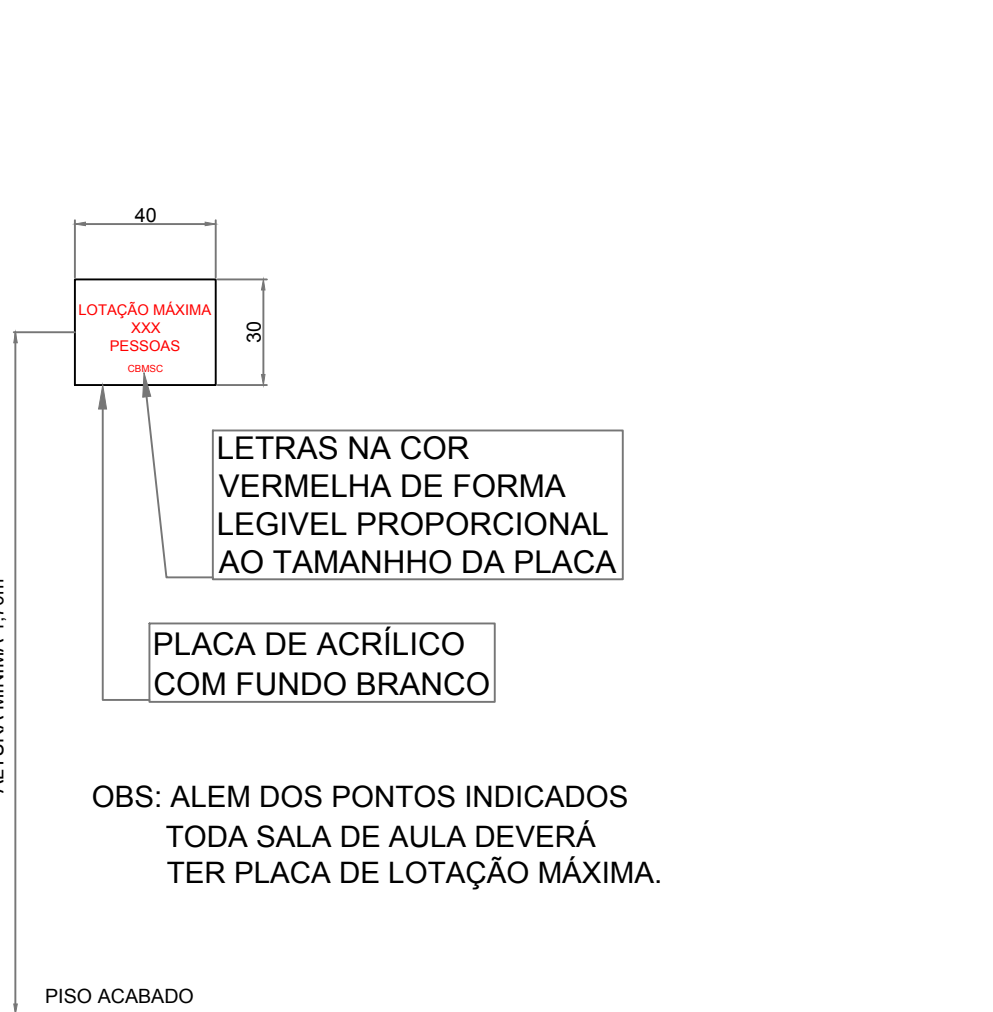 40
LOTAÇÃO MÁXIMA
XXX
PESSOAS
CBMSC
30
LETRAS NA COR
VERMELHA DE FORMA
LEGIVEL PROPORCIONAL
AO TAMANHHO DA PLACA
PLACA DE ACRÍLICO
COM FUNDO BRANCO
OBS: ALEM DOS PONTOS INDICADOS
TODA SALA DE AULA DEVERÁ
TER PLACA DE LOTAÇÃO MÁXIMA.
PISO ACABADO